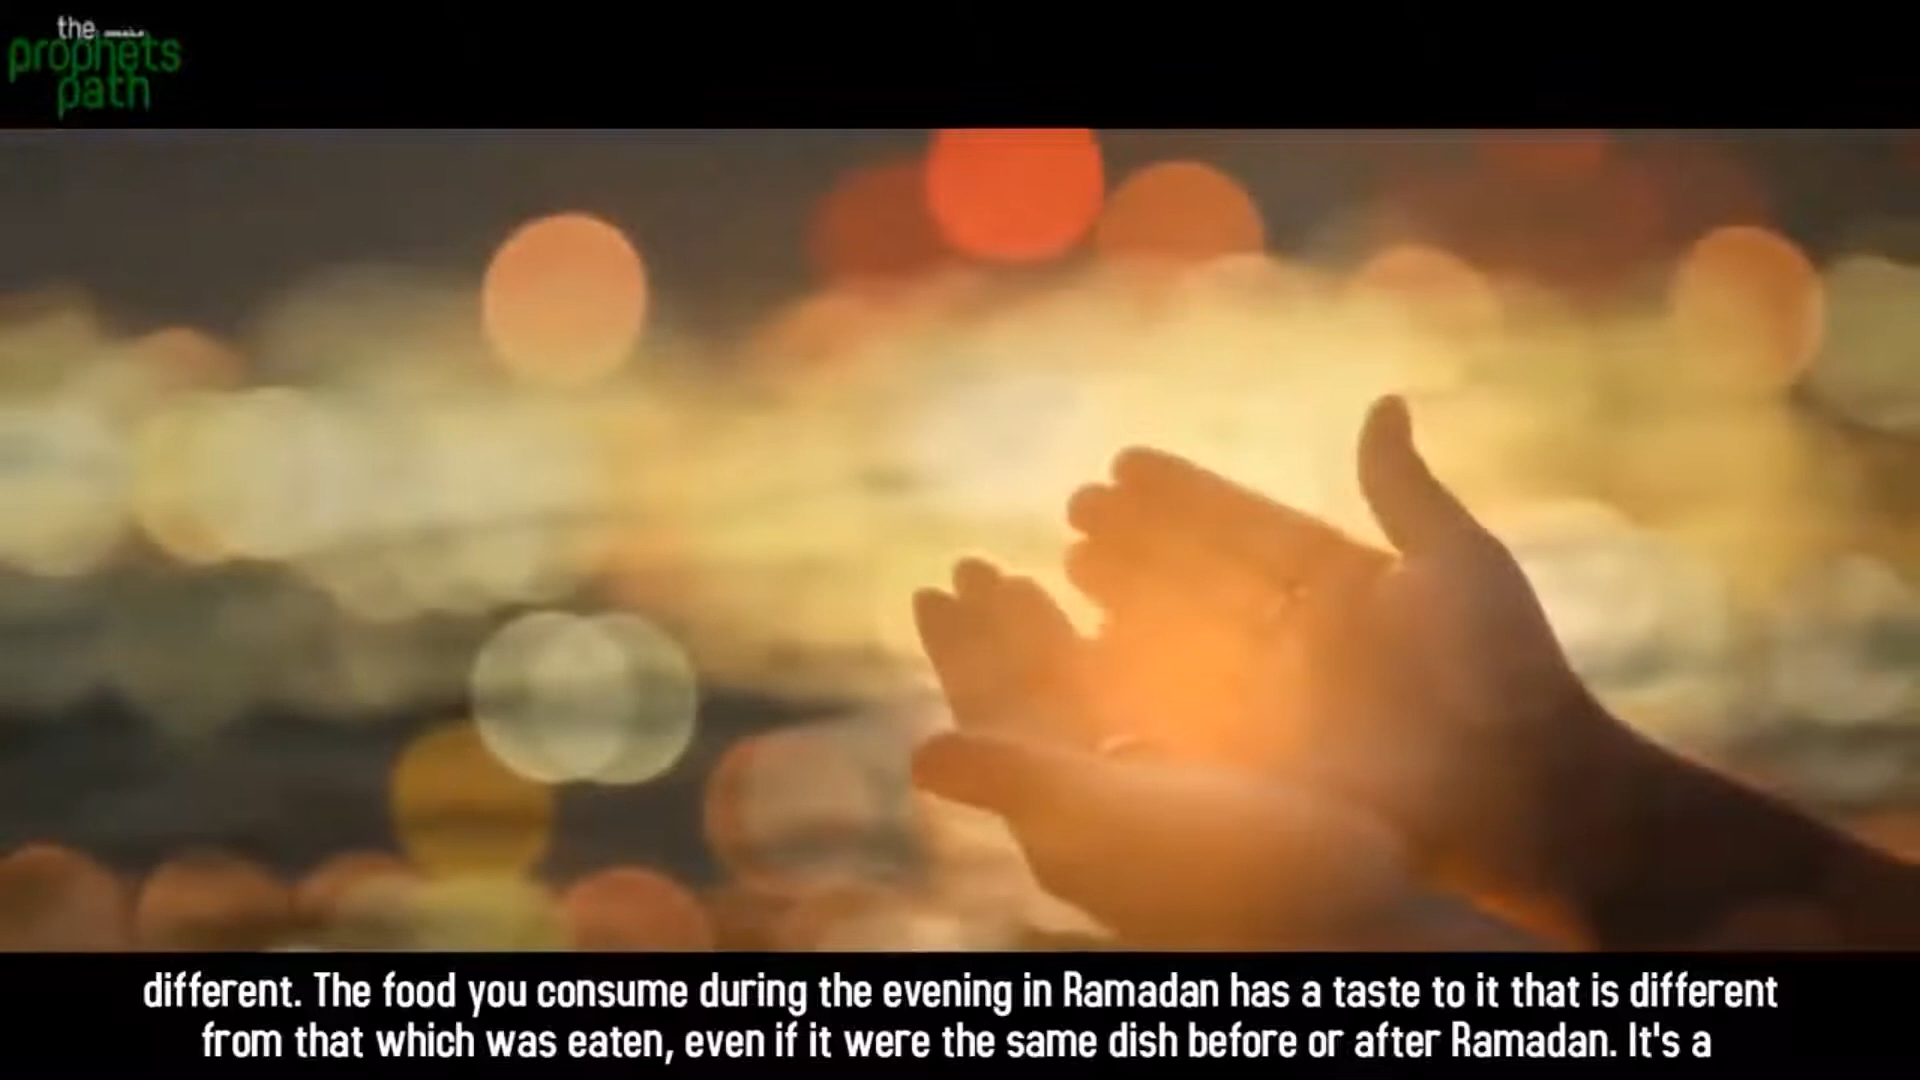 the
prophets
path
different. The food you consume during the evening in Ramadan has a taste to it that is different
from that which was eaten, even if it were the same dish before or after Ramadan. It's a